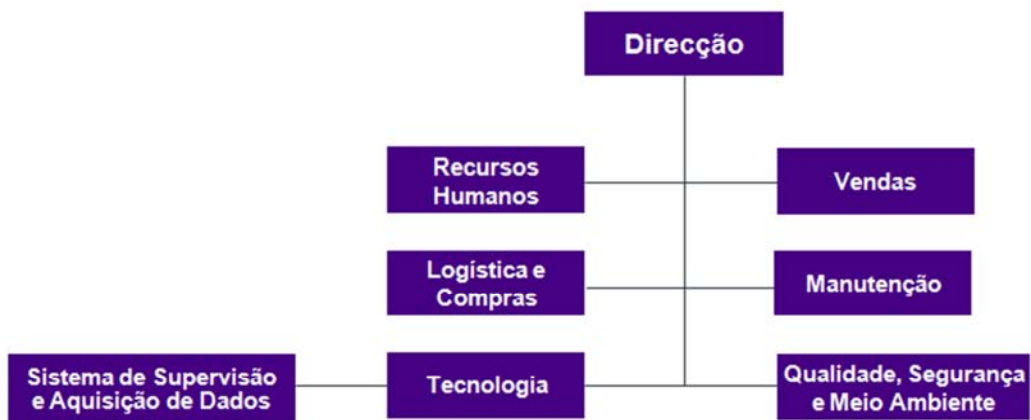 Direcção
Recursos
Humanos
Vendas
Logística e
Compras
Manutenção
Sistema de Supervisão
e Aquisição de Dados
Tecnologia
Qualidade, Segurança
e Meio Ambiente